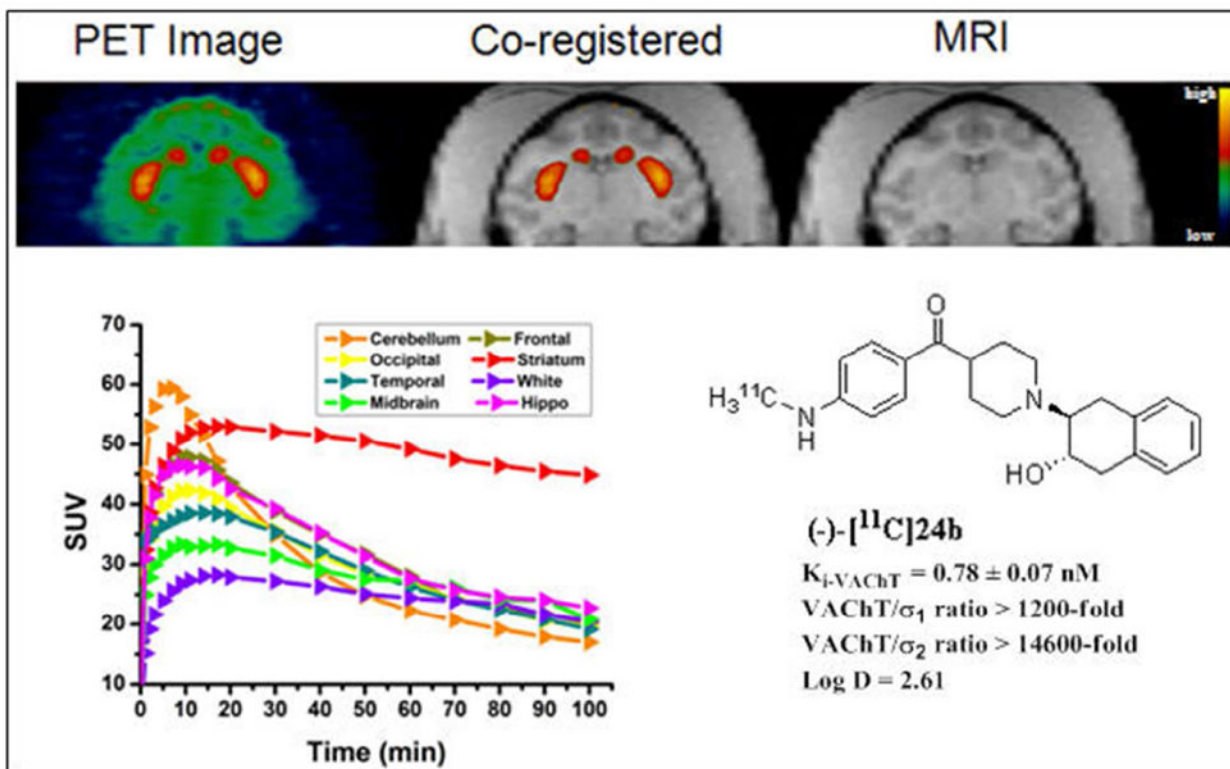 PET Image
Co-registered
MRI
high
low
70
60
50
40
30
20
10
SUV
Cerebellum
Frontal
Occipital
Striatum
Temporal
White
Midbrain
Hippo
0 10 20 30 40 50 60 70 80 90 100
Time (min)
O
H₃¹¹C
N
H
N
HO
(-)-[¹¹C]24b
Kᵢ₋VAChT = 0.78 ± 0.07 nM
VAChT/σ₁ ratio > 1200-fold
VAChT/σ₂ ratio > 14600-fold
Log D = 2.61